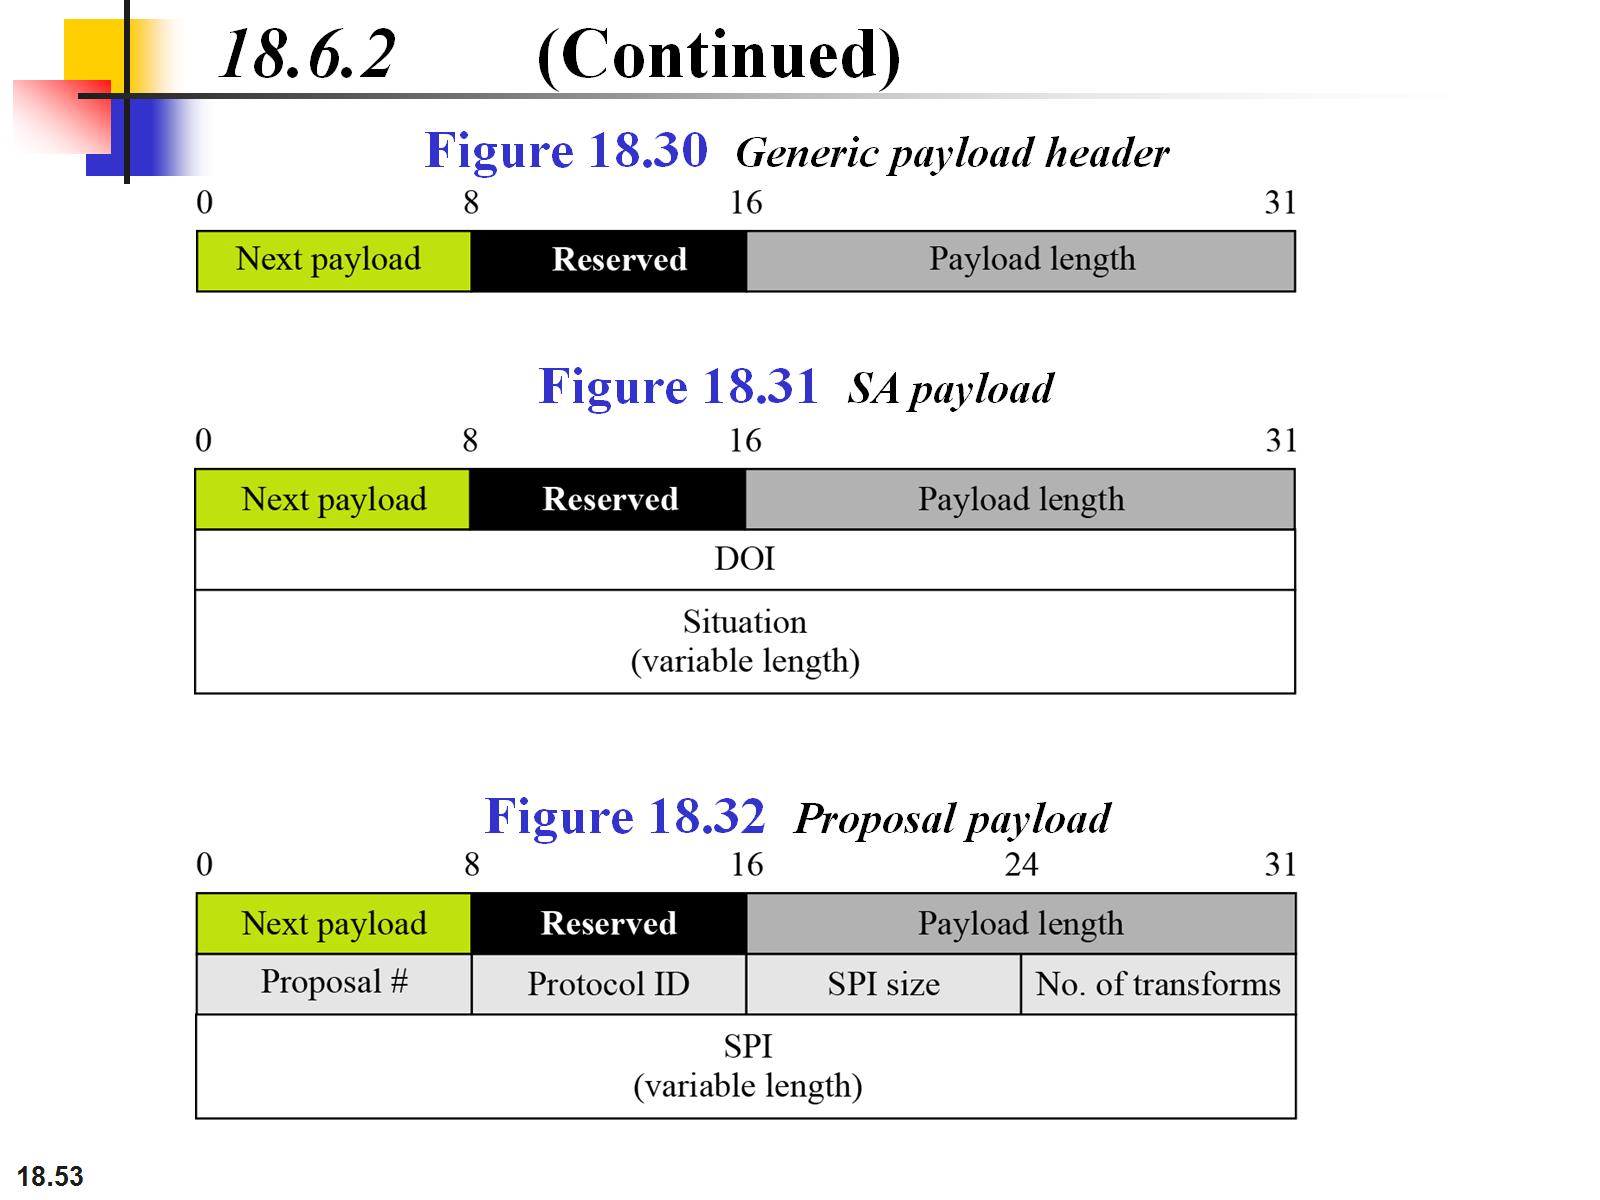 18.6.2 (Continued)
Figure 18.30 Generic payload header
0 8 16 31
Next payload Reserved Payload length
Figure 18.31 SA payload
0 8 16 31
Next payload Reserved Payload length
DOI
Situation
(variable length)
Figure 18.32 Proposal payload
0 8 16 24 31
Next payload Reserved Payload length
Proposal # Protocol ID SPI size No. of transforms
SPI
(variable length)
18.53